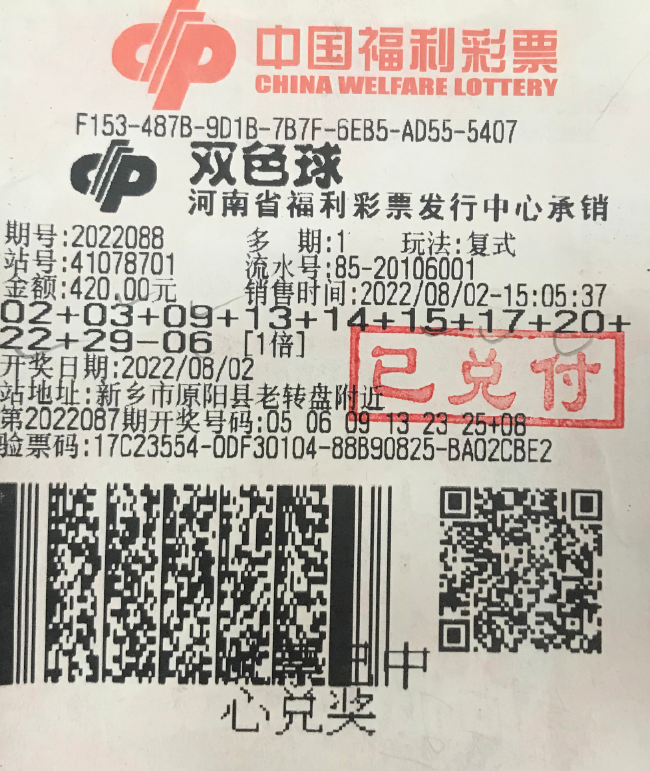 中国福利彩票
CHINA WELFARE LOTTERY
F153-487B-9D1B-7B7F-6EB5-AD55-5407
双色球
河南省福利彩票发行中心承销
期号:2022088 多 期:1 玩法:复式
站号:41078701 流水号:85-20106001
金额:420.00元 销售时间:2022/08/02-15:05:37
02+03+09+13+14+15+17+20+
22+29-06 [1倍]
已兑付
开奖日期:2022/08/02
站地址:新乡市原阳县老转盘附近
第2022087期开奖号码:05 06 09 13 23 25+08
验票码:17C23554-0DF30104-88B90825-BA02CBE2
票已中
心兑奖